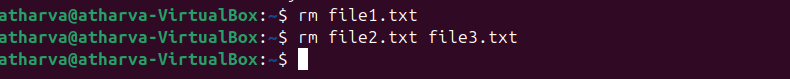 atharva@atharva-VirtualBox:~$ rm file1.txt
atharva@atharva-VirtualBox:~$ rm file2.txt file3.txt
atharva@atharva-VirtualBox:~$